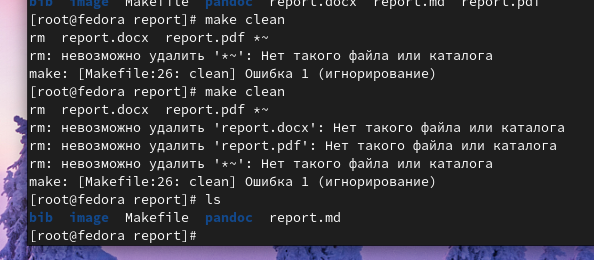 bib image Makefile pandoc report.docx report.md report.pdf
[root@fedora report]# make clean
rm report.docx report.pdf *~
rm: невозможно удалить '*~': Нет такого файла или каталога
make: [Makefile:26: clean] Ошибка 1 (игнорирование)
[root@fedora report]# make clean
rm report.docx report.pdf *~
rm: невозможно удалить 'report.docx': Нет такого файла или каталога
rm: невозможно удалить 'report.pdf': Нет такого файла или каталога
rm: невозможно удалить '*~': Нет такого файла или каталога
make: [Makefile:26: clean] Ошибка 1 (игнорирование)
[root@fedora report]# ls
bib image Makefile pandoc report.md
[root@fedora report]#